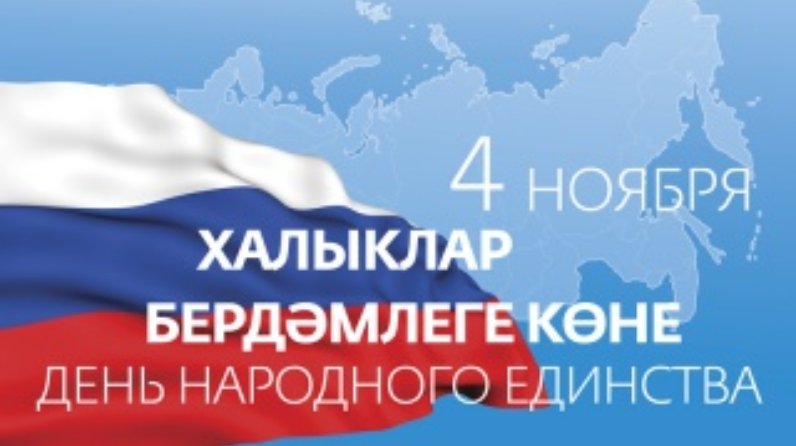 4 НОЯБРЯ
ХАЛЫКЛАР
БЕРДӘМЛЕГЕ КӨНЕ
ДЕНЬ НАРОДНОГО ЕДИНСТВА